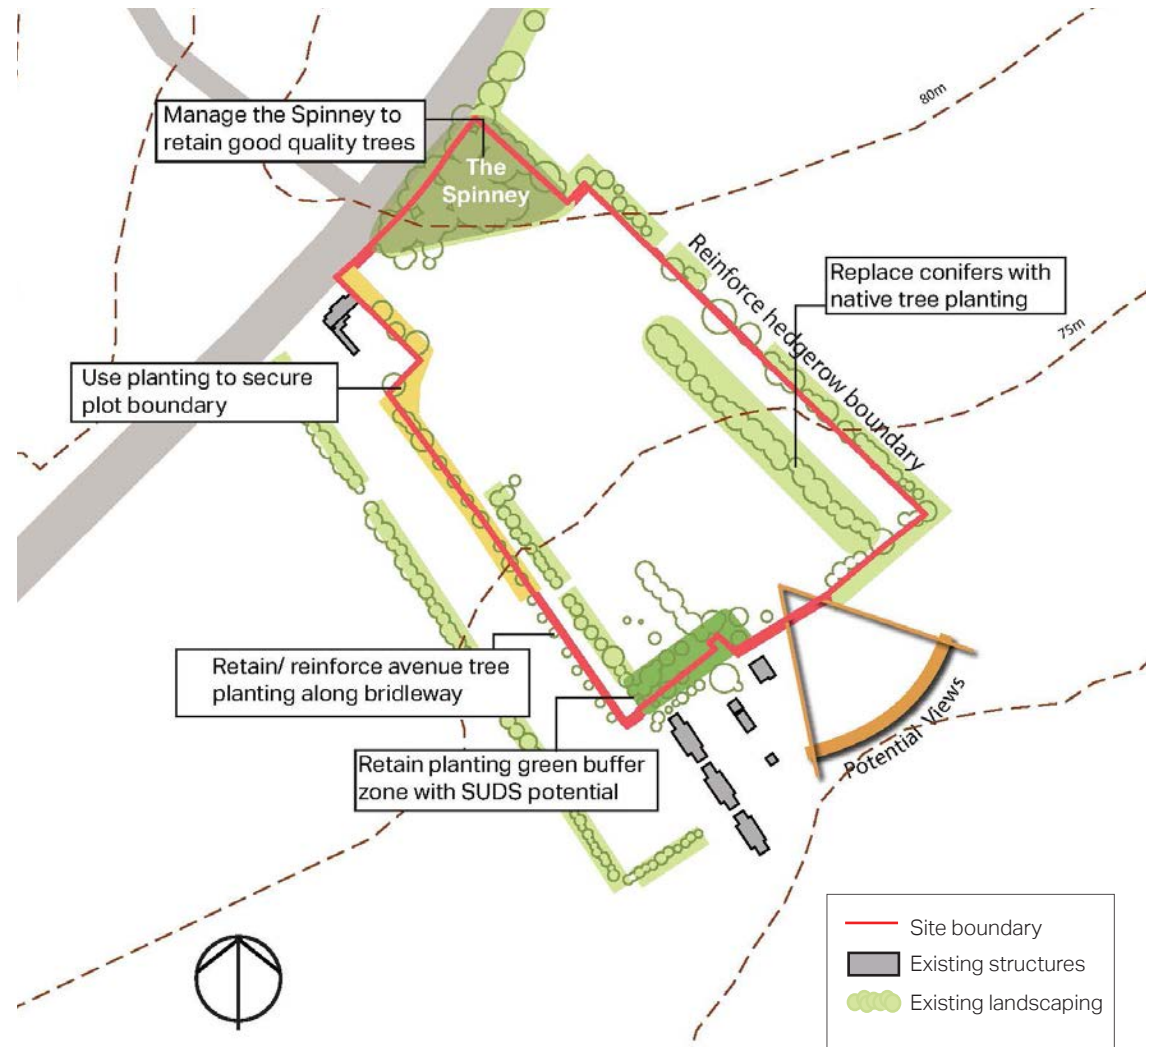 80m
Manage the Spinney to
retain good quality trees
The
Spinney
Reinforce hedgerow boundary
Replace conifers with
native tree planting
75m
Use planting to secure
plot boundary
Retain/ reinforce avenue tree
planting along bridleway
Potential Views
Retain planting green buffer
zone with SUDS potential
Site boundary
Existing structures
Existing landscaping